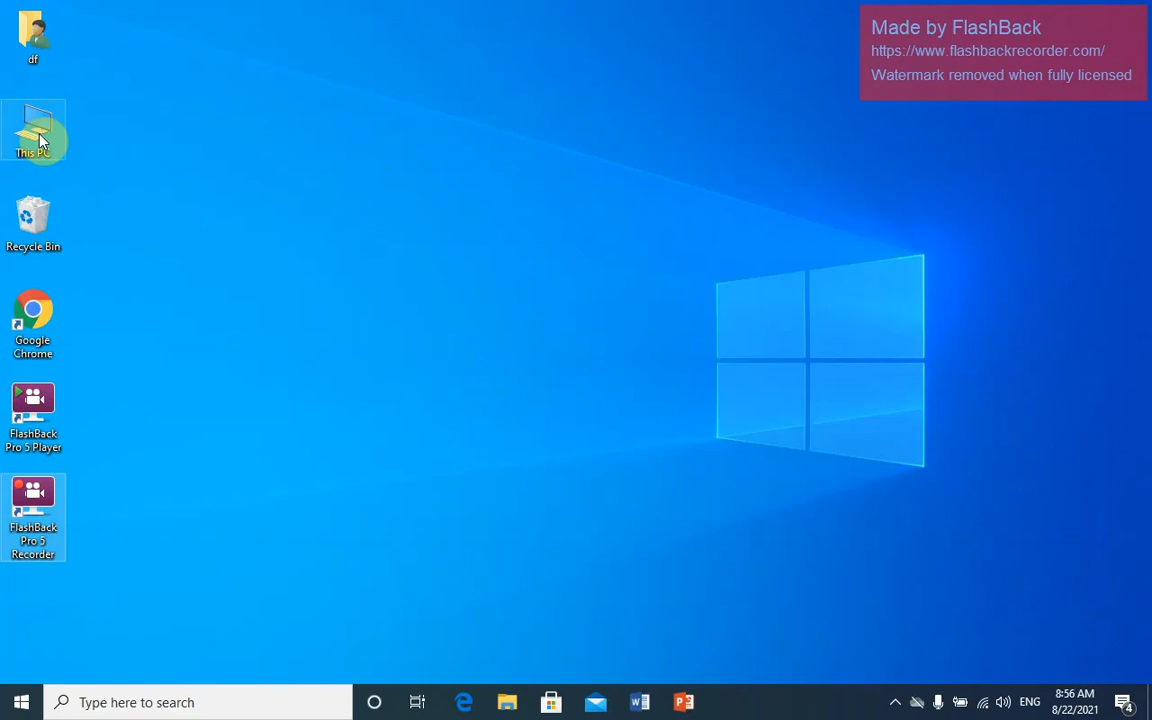 df
This PC
Recycle Bin
Google
Chrome
FlashBack
Pro 5 Player
FlashBack
Pro 5
Recorder
Made by FlashBack
https://www.flashbackrecorder.com/
Watermark removed when fully licensed
Type here to search
ENG
8:56 AM
8/22/2021
4